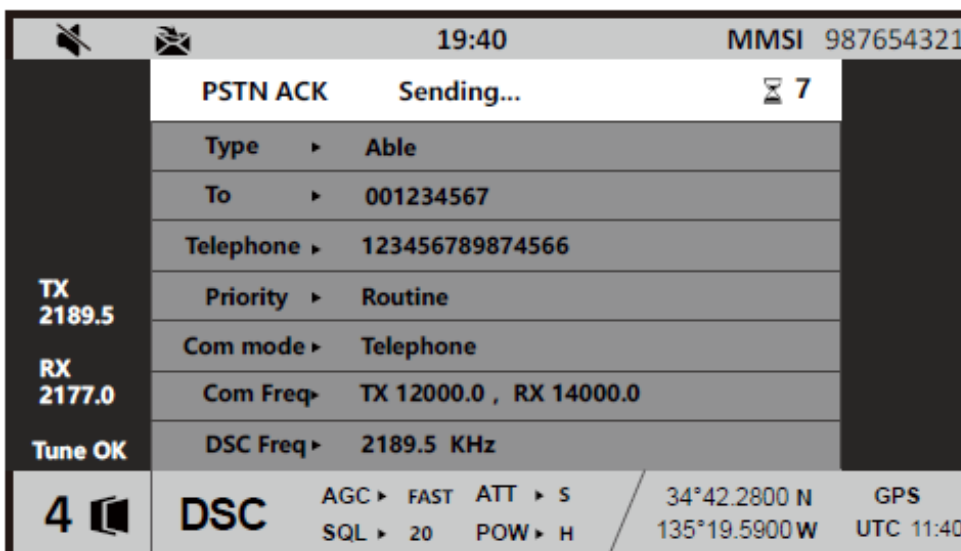 19:40 MMSI 987654321
PSTN ACK Sending... 7
Type ▸ Able
To ▸ 001234567
Telephone ▸ 123456789874566
Priority ▸ Routine
Com mode ▸ Telephone
Com Freq▸ TX 12000.0 , RX 14000.0
DSC Freq ▸ 2189.5 KHz
TX
2189.5
RX
2177.0
Tune OK
4 DSC
AGC ▸ FAST ATT ▸ S
SQL ▸ 20 POW ▸ H
34°42.2800 N
135°19.5900 W
GPS
UTC 11:40